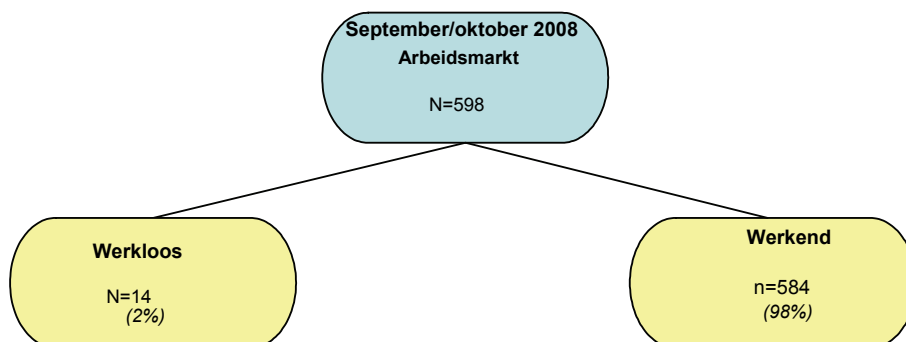 September/oktober 2008
Arbeidsmarkt
N=598
Werkloos
N=14
(2%)
Werkend
n=584
(98%)